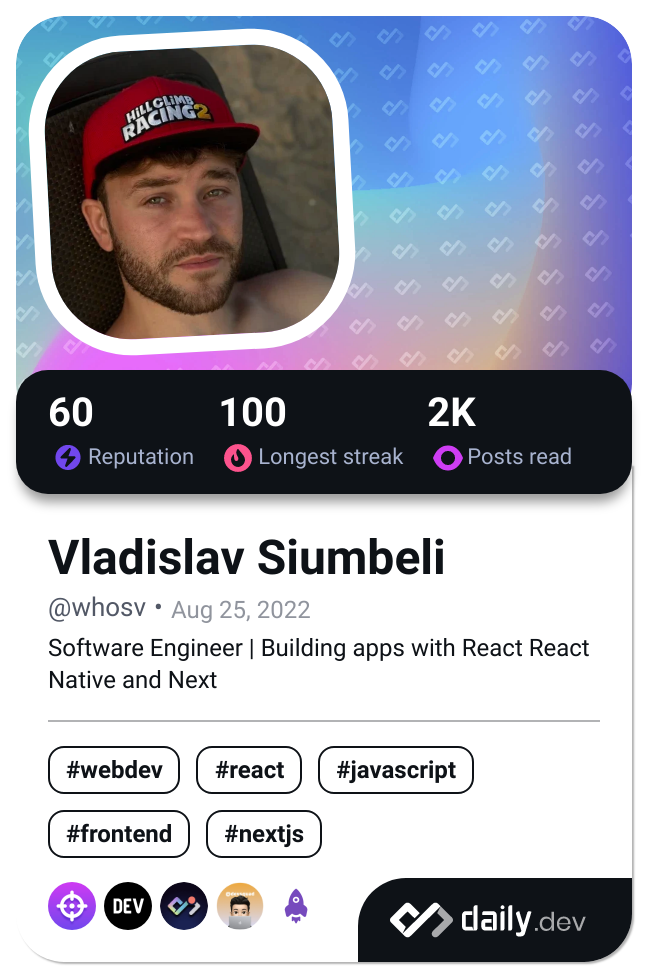 HILL CLIMB
RACING 2
60 100 2K
Reputation Longest streak Posts read
Vladislav Siumbeli
@whosv • Aug 25, 2022
Software Engineer | Building apps with React React
Native and Next
#webdev #react #javascript
#frontend #nextjs
DEV
daily.dev